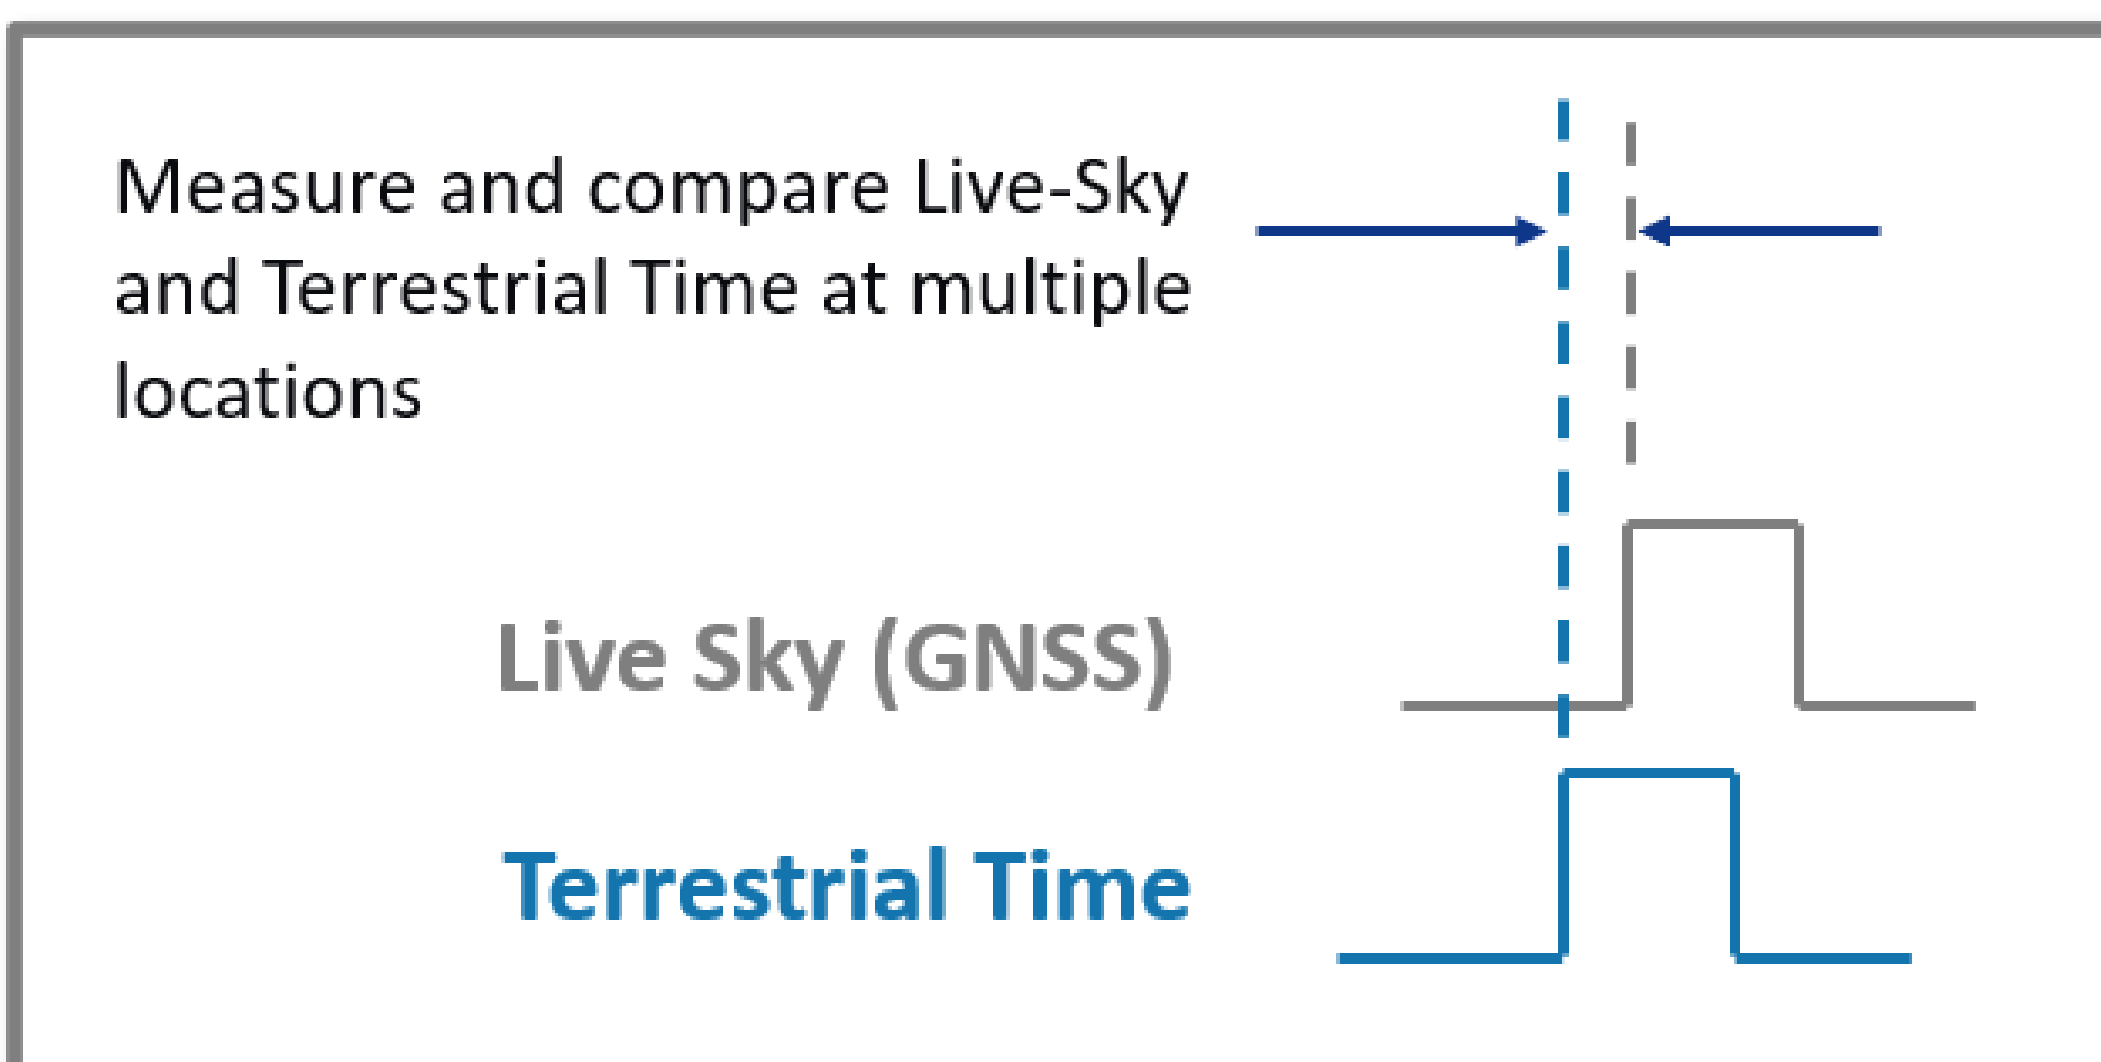 Measure and compare Live-Sky
and Terrestrial Time at multiple
locations
Live Sky (GNSS)
Terrestrial Time